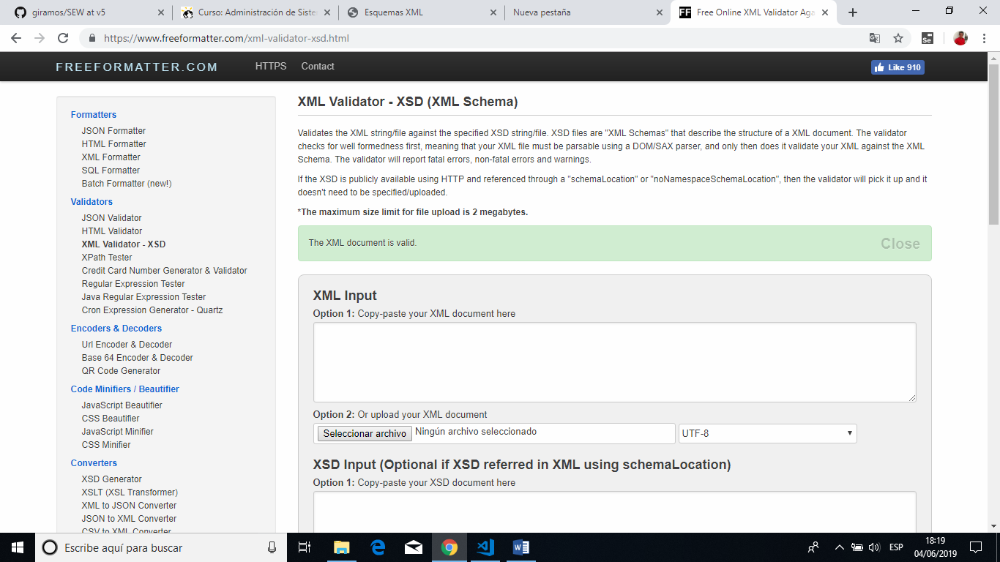 giramos/SEW at v5
Curso: Administración de Siste
Esquemas XML
Nueva pestaña
FF
Free Online XML Validator Aga
https://www.freeformatter.com/xml-validator-xsd.html
Se
FREEFORMATTER.COM
HTTPS
Contact
Like 910
Formatters
JSON Formatter
HTML Formatter
XML Formatter
SQL Formatter
Batch Formatter (new!)
Validators
JSON Validator
HTML Validator
XML Validator - XSD
XPath Tester
Credit Card Number Generator & Validator
Regular Expression Tester
Java Regular Expression Tester
Cron Expression Generator - Quartz
Encoders & Decoders
Url Encoder & Decoder
Base 64 Encoder & Decoder
QR Code Generator
Code Minifiers / Beautifier
JavaScript Beautifier
CSS Beautifier
JavaScript Minifier
CSS Minifier
Converters
XSD Generator
XSLT (XSL Transformer)
XML to JSON Converter
JSON to XML Converter
CSV to XML Converter
XML Validator - XSD (XML Schema)
Validates the XML string/file against the specified XSD string/file. XSD files are "XML Schemas" that describe the structure of a XML document. The validator
checks for well formedness first, meaning that your XML file must be parsable using a DOM/SAX parser, and only then does it validate your XML against the XML
Schema. The validator will report fatal errors, non-fatal errors and warnings.
If the XSD is publicly available using HTTP and referenced through a "schemaLocation" or "noNamespaceSchemaLocation", then the validator will pick it up and it
doesn't need to be specified/uploaded.
*The maximum size limit for file upload is 2 megabytes.
The XML document is valid.
Close
XML Input
Option 1: Copy-paste your XML document here
Option 2: Or upload your XML document
Seleccionar archivo
Ningún archivo seleccionado
UTF-8
XSD Input (Optional if XSD referred in XML using schemaLocation)
Option 1: Copy-paste your XSD document here
Escribe aquí para buscar
ESP
18:19
04/06/2019